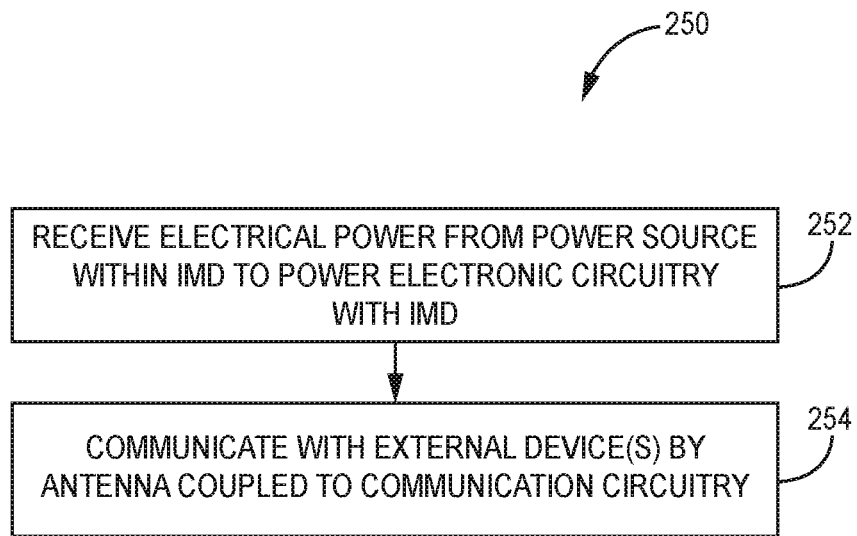 250
RECEIVE ELECTRICAL POWER FROM POWER SOURCE
WITHIN IMD TO POWER ELECTRONIC CIRCUITRY
WITH IMD
252
COMMUNICATE WITH EXTERNAL DEVICE(S) BY
ANTENNA COUPLED TO COMMUNICATION CIRCUITRY
254